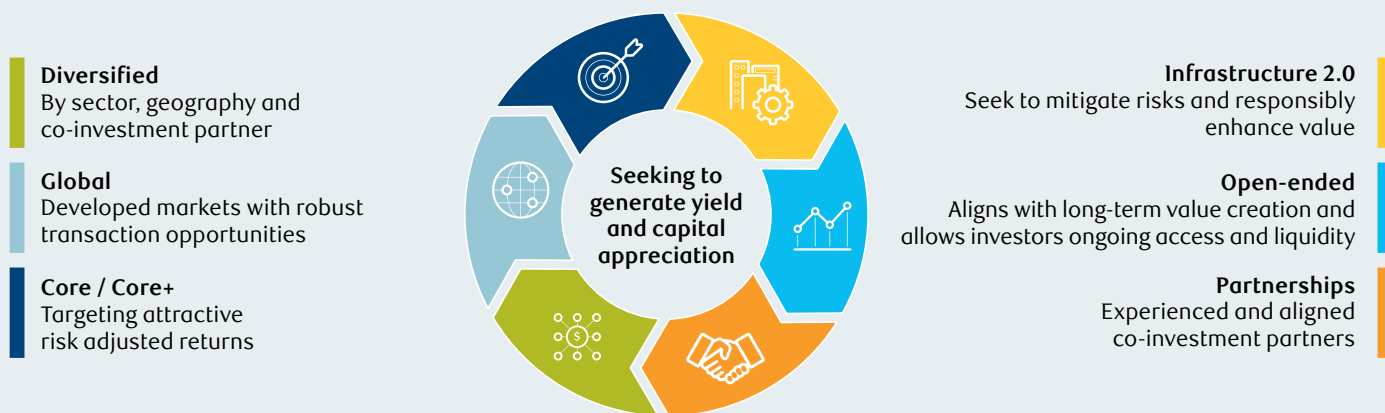 Diversified
By sector, geography and
co-investment partner
Global
Developed markets with robust
transaction opportunities
Core / Core+
Targeting attractive
risk adjusted returns
Seeking to
generate yield
and capital
appreciation
$
Infrastructure 2.0
Seek to mitigate risks and responsibly
enhance value
Open-ended
Aligns with long-term value creation and
allows investors ongoing access and liquidity
Partnerships
Experienced and aligned
co-investment partners